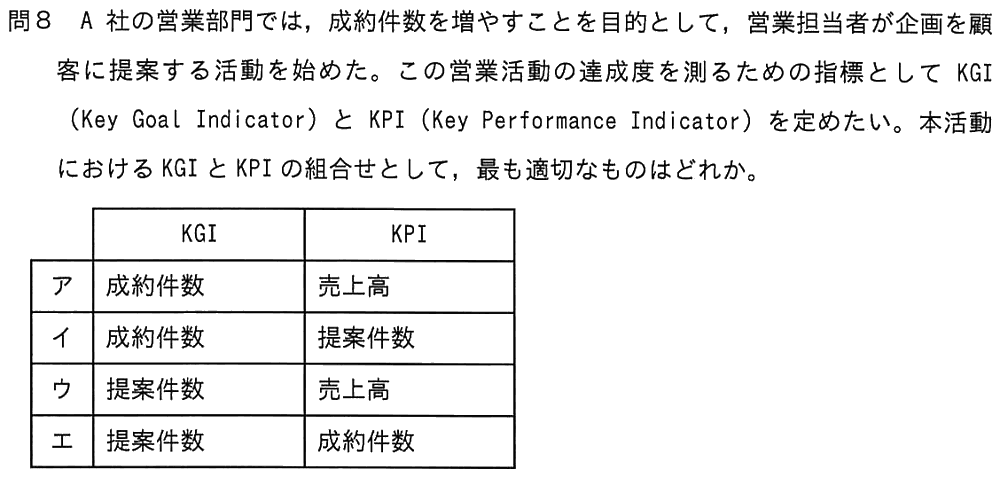 問８　A 社の営業部門では，成約件数を増やすことを目的として，営業担当者が企画を顧
客に提案する活動を始めた。この営業活動の達成度を測るための指標として KGI
（Key Goal Indicator）と KPI（Key Performance Indicator）を定めたい。本活動
における KGI と KPI の組合せとして，最も適切なものはどれか。
KGI　KPI
ア　成約件数　売上高
イ　成約件数　提案件数
ウ　提案件数　売上高
エ　提案件数　成約件数